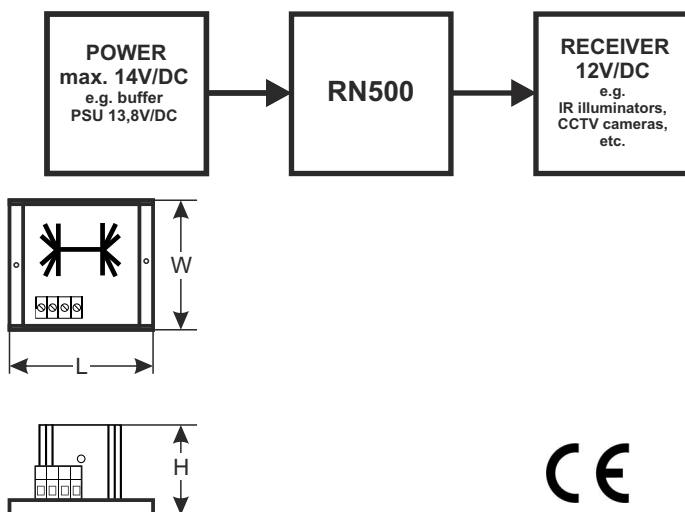 POWER
max. 14V/DC
e.g. buffer
PSU 13,8V/DC
RN500
RECEIVER
12V/DC
e.g.
IR illuminators,
CCTV cameras,
etc.
W
L
H
CE